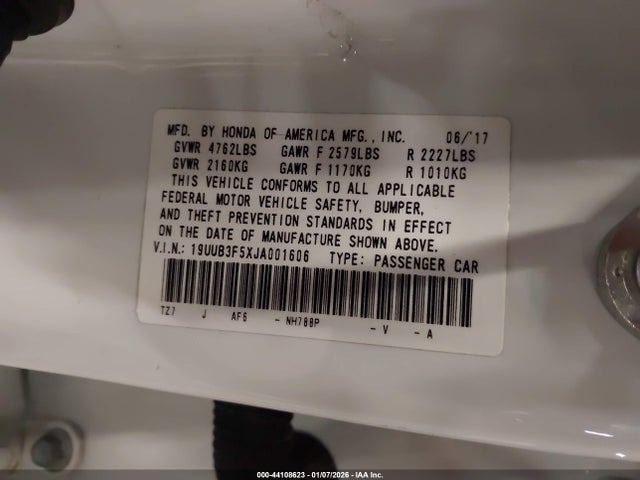 MFD. BY HONDA OF AMERICA MFG., INC. 06/'17
GVWR 4762LBS GAWR F 2579LBS R 2227LBS
GVWR 2160KG GAWR F 1170KG R 1010KG
THIS VEHICLE CONFORMS TO ALL APPLICABLE
FEDERAL MOTOR VEHICLE SAFETY, BUMPER,
AND THEFT PREVENTION STANDARDS IN EFFECT
ON THE DATE OF MANUFACTURE SHOWN ABOVE.
V.I.N.: 19UUB3F5XJA001606 TYPE: PASSENGER CAR
TZ7 J AF6 - NH788P - V - A
000-44108623 - 01/07/2026 - IAA Inc.